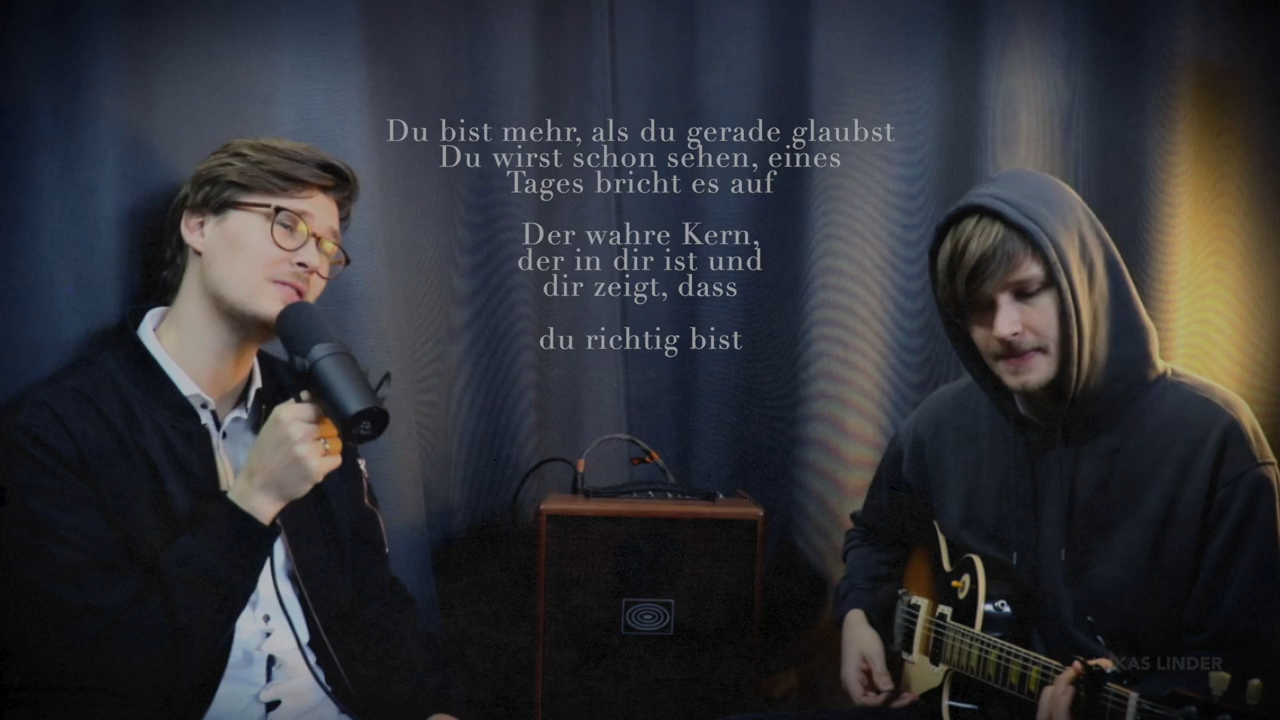 Du bist mehr, als du gerade glaubst
Du wirst schon sehen, eines
Tages bricht es auf
Der wahre Kern,
der in dir ist und
dir zeigt, dass
du richtig bist
LINDER